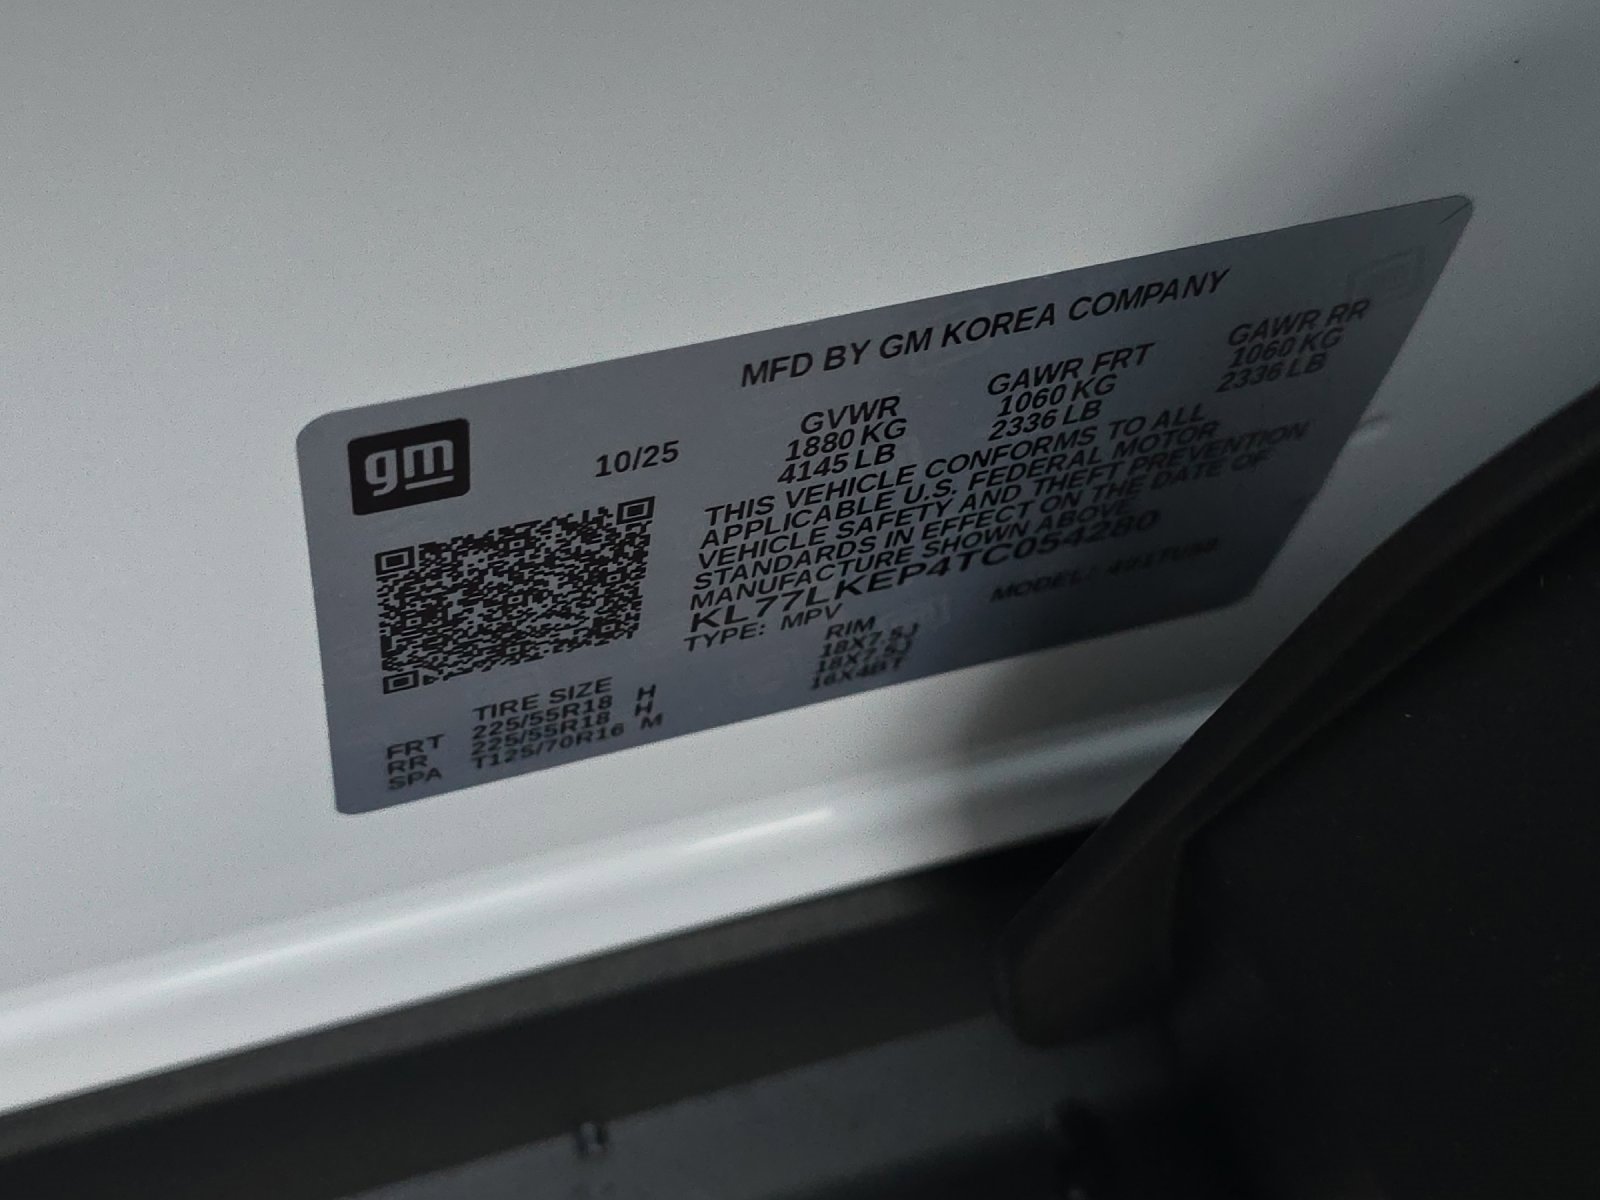 MFD BY GM KOREA COMPANY
gm
10/25
GVWR GAWR FRT GAWR RR
1880 KG 1060 KG 1060 KG
4145 LB 2336 LB 2336 LB
THIS VEHICLE CONFORMS TO ALL
APPLICABLE U.S. FEDERAL MOTOR
VEHICLE SAFETY AND THEFT PREVENTION
STANDARDS IN EFFECT ON THE DATE OF
MANUFACTURE SHOWN ABOVE
KL77LKEP4TC054280
TYPE: MPV MODEL:
TIRE SIZE RIM
FRT 225/55R18 H 18X7.5J
RR 225/55R18 H 18X7.5J
SPA T125/70R16 M 16X4BT